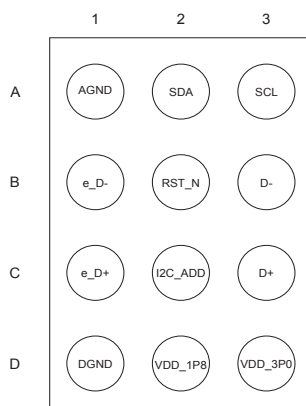 1 2 3
A AGND SDA SCL
B e_D- RST_N D-
C e_D+ I2C_ADD D+
D DGND VDD_1P8 VDD_3P0